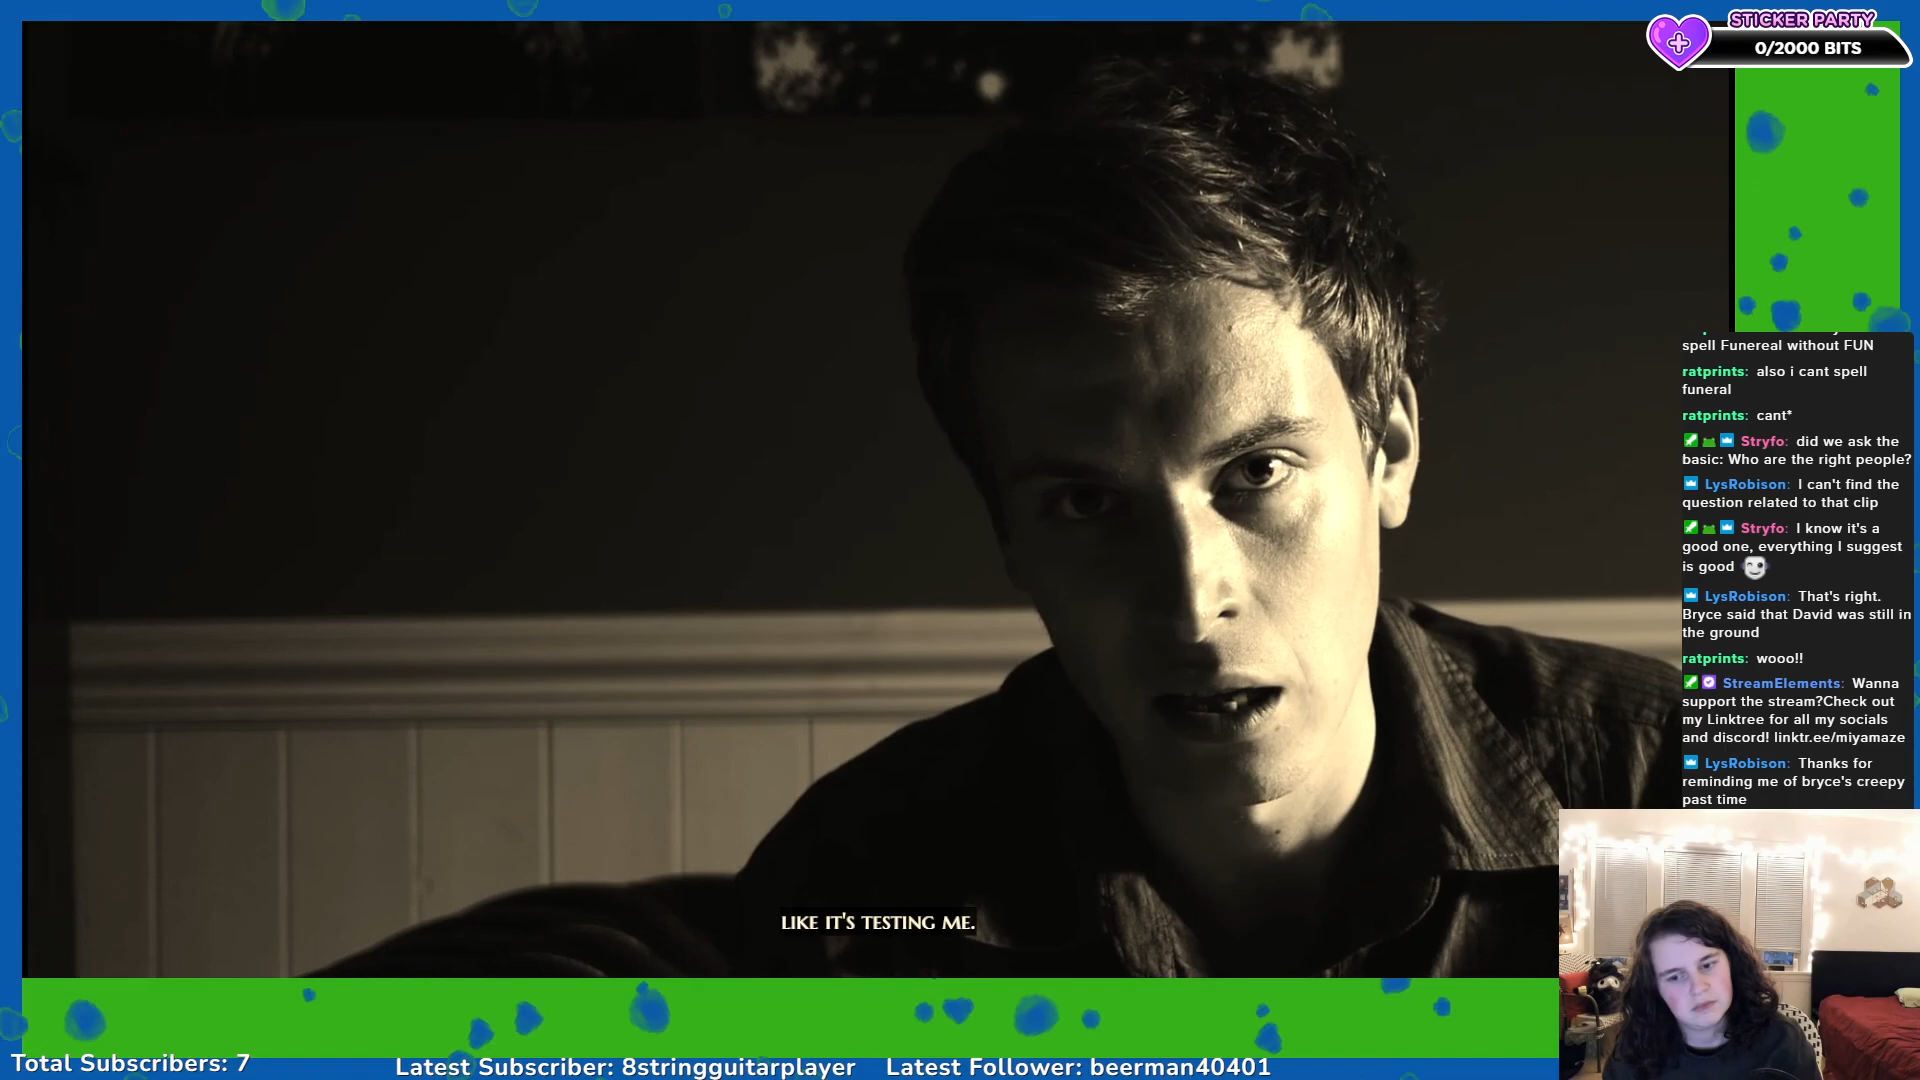 STICKER PARTY
0/2000 BITS
spell Funereal without FUN
ratprints: also i cant spell
funeral
ratprints: cant*
Stryfo: did we ask the
basic: Who are the right people?
LysRobison: I can't find the
question related to that clip
Stryfo: I know it's a
good one, everything I suggest
is good
LysRobison: That's right.
Bryce said that David was still in
the ground
ratprints: wooo!!
StreamElements: Wanna
support the stream?Check out
my Linktree for all my socials
and discord! linktr.ee/miyamaze
LysRobison: Thanks for
reminding me of bryce's creepy
past time
LIKE IT'S TESTING ME.
Total Subscribers: 7
Latest Subscriber: 8stringguitarplayer
Latest Follower: beerman40401